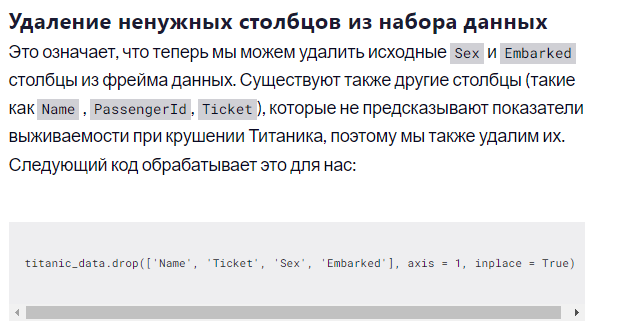 Удаление ненужных столбцов из набора данных
Это означает, что теперь мы можем удалить исходные Sex и Embarked
столбцы из фрейма данных. Существуют также другие столбцы (такие
как Name , PassengerId, Ticket), которые не предсказывают показатели
выживаемости при крушении Титаника, поэтому мы также удалим их.
Следующий код обрабатывает это для нас:
titanic_data.drop(['Name', 'Ticket', 'Sex', 'Embarked'], axis = 1, inplace = True)